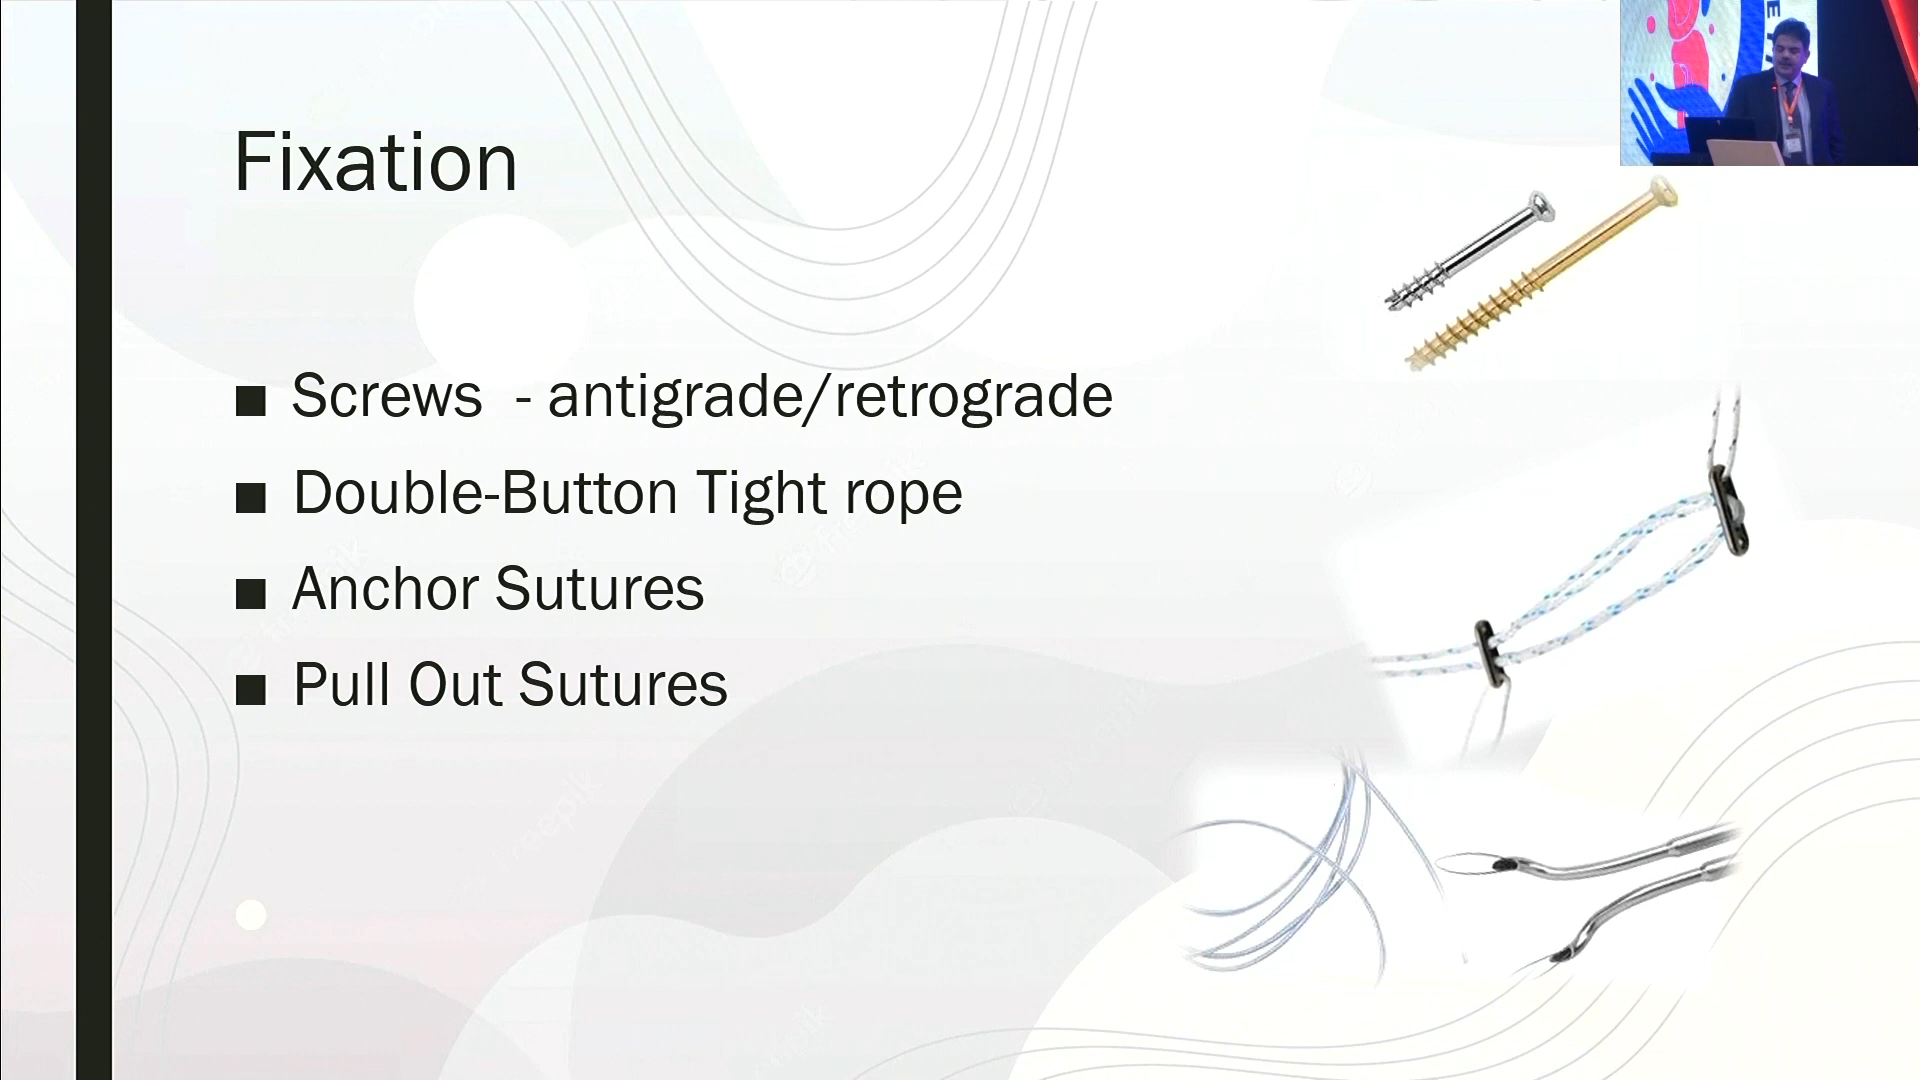 Fixation
■ Screws - antigrade/retrograde
■ Double-Button Tight rope
■ Anchor Sutures
■ Pull Out Sutures